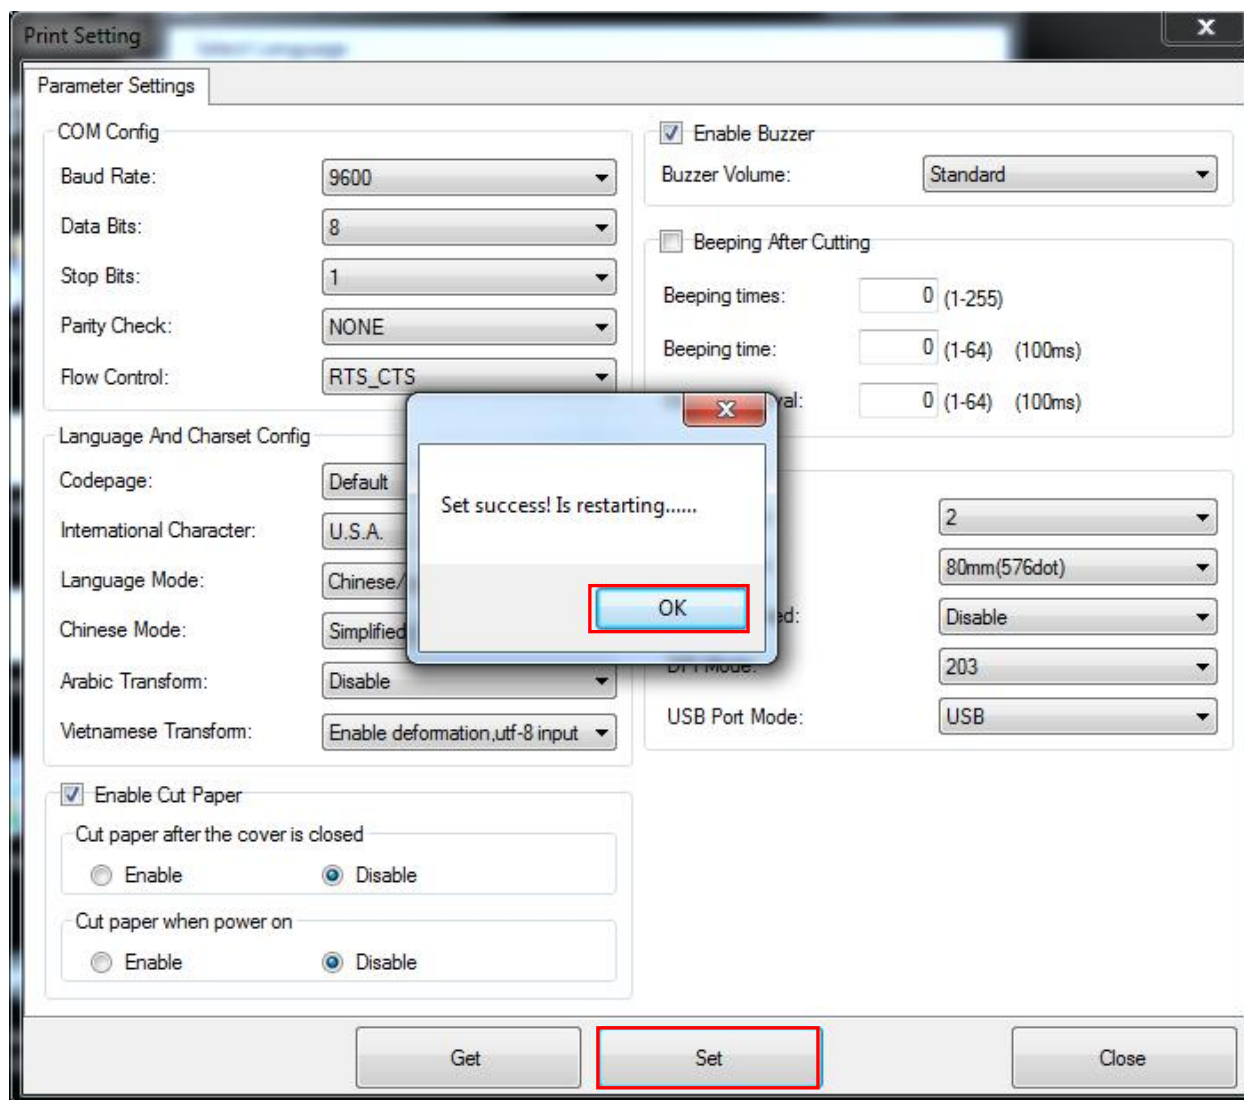 Print Setting
Parameter Settings
COM Config
Baud Rate: 9600
Data Bits: 8
Stop Bits: 1
Parity Check: NONE
Flow Control: RTS_CTS
Language And Charset Config
Codepage: Default
International Character: U.S.A.
Language Mode: Chinese/
Chinese Mode: Simplified
Arabic Transform: Disable
Vietnamese Transform: Enable deformation,utf-8 input
Enable Cut Paper
Cut paper after the cover is closed
Enable Disable
Cut paper when power on
Enable Disable
Enable Buzzer
Buzzer Volume: Standard
Beeping After Cutting
Beeping times: 0 (1-255)
Beeping time: 0 (1-64) (100ms)
val: 0 (1-64) (100ms)
2
80mm(576dot)
ed: Disable
DPI Mode: 203
USB Port Mode: USB
Set success! Is restarting......
OK
Get Set Close